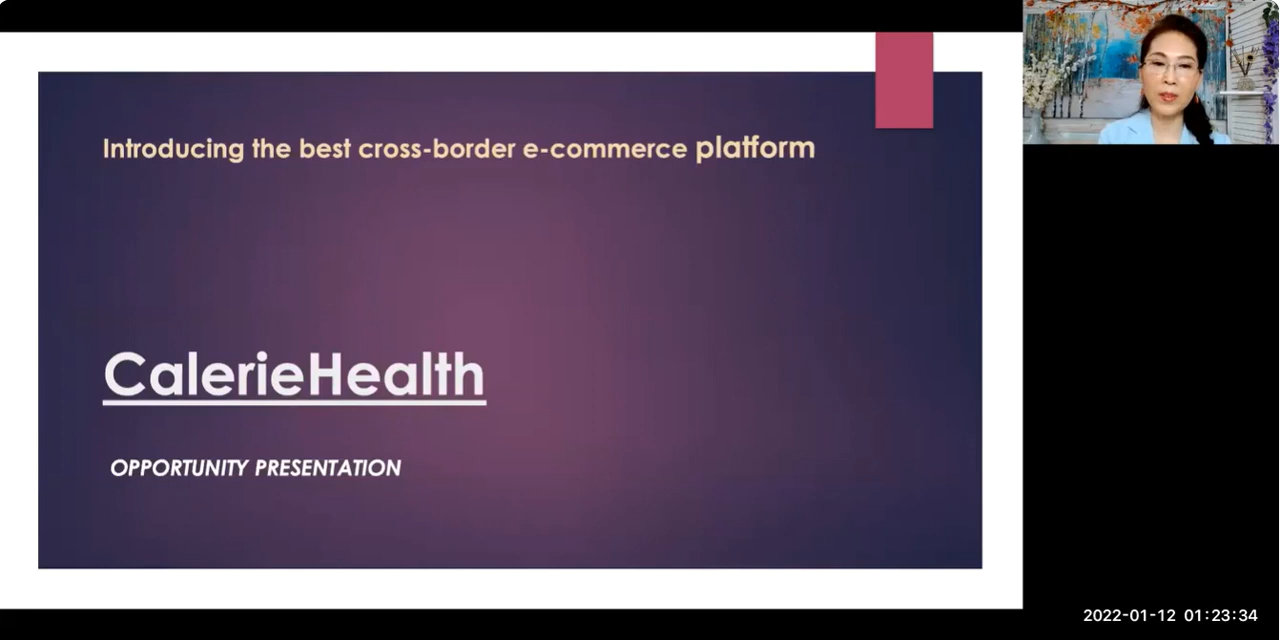 Introducing the best cross-border e-commerce platform
CalerieHealth
OPPORTUNITY PRESENTATION
2022-01-12 01:23:34